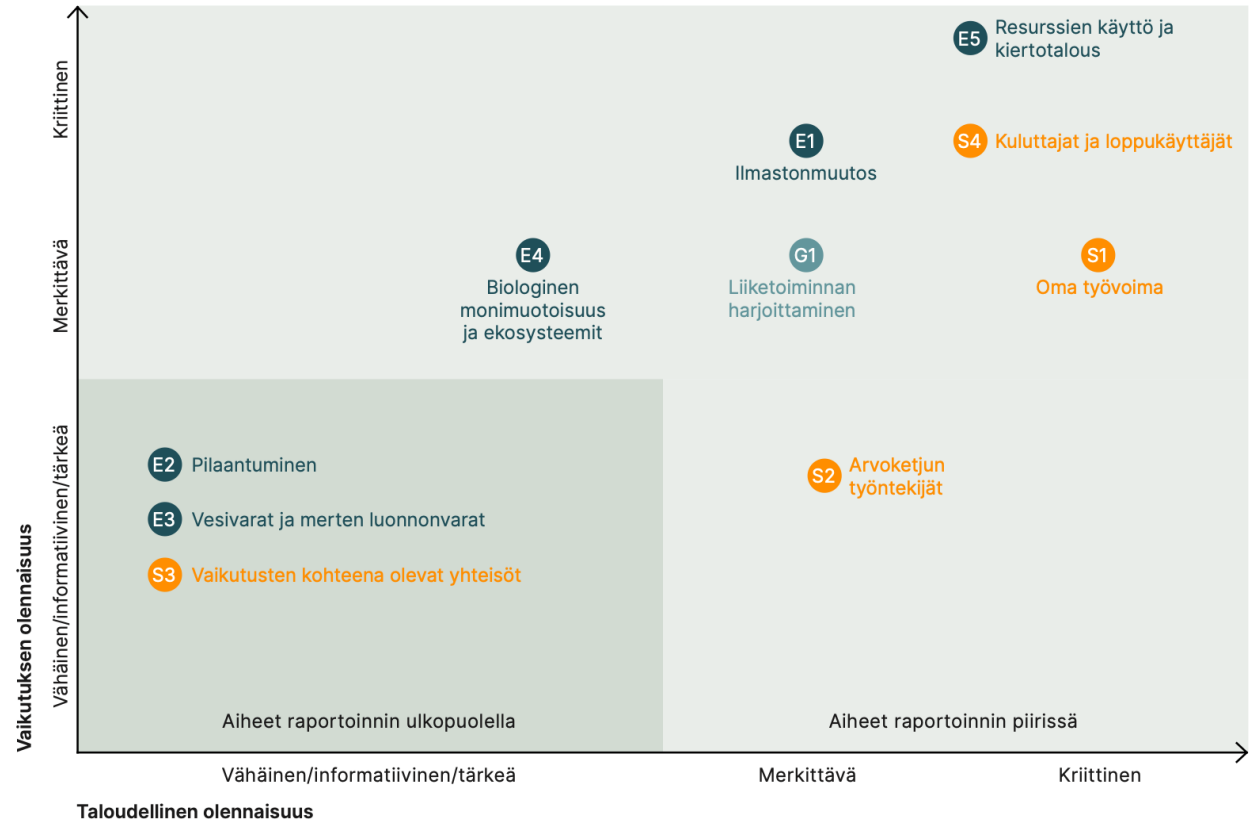 E5
Resurssien käyttö ja
kiertotalous
Kriittinen
E1
Ilmastonmuutos
S4 Kuluttajat ja loppukäyttäjät
Merkittävä
E4
Biologinen
monimuotoisuus
ja ekosysteemit
G1
Liiketoiminnan
harjoittaminen
S1
Oma työvoima
Vähäinen/informatiivinen/tärkeä
E2 Pilaantuminen
E3 Vesivarat ja merten luonnonvarat
S3 Vaikutusten kohteena olevat yhteisöt
S2
Arvoketjun
työntekijät
Vaikutuksen olennaisuus
Aiheet raportoinnin ulkopuolella
Aiheet raportoinnin piirissä
Vähäinen/informatiivinen/tärkeä
Merkittävä
Kriittinen
Taloudellinen olennaisuus